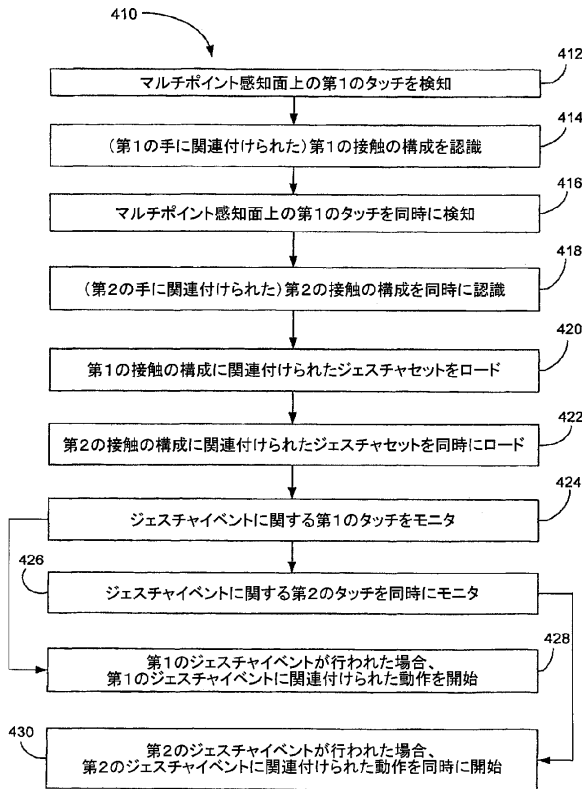 410
412
マルチポイント感知面上の第1のタッチを検知
414
(第1の手に関連付けられた)第1の接触の構成を認識
416
マルチポイント感知面上の第1のタッチを同時に検知
418
(第2の手に関連付けられた)第2の接触の構成を同時に認識
420
第1の接触の構成に関連付けられたジェスチャセットをロード
422
第2の接触の構成に関連付けられたジェスチャセットを同時にロード
424
ジェスチャイベントに関する第1のタッチをモニタ
426
ジェスチャイベントに関する第2のタッチを同時にモニタ
428
第1のジェスチャイベントが行われた場合、
第1のジェスチャイベントに関連付けられた動作を開始
430
第2のジェスチャイベントが行われた場合、
第2のジェスチャイベントに関連付けられた動作を同時に開始